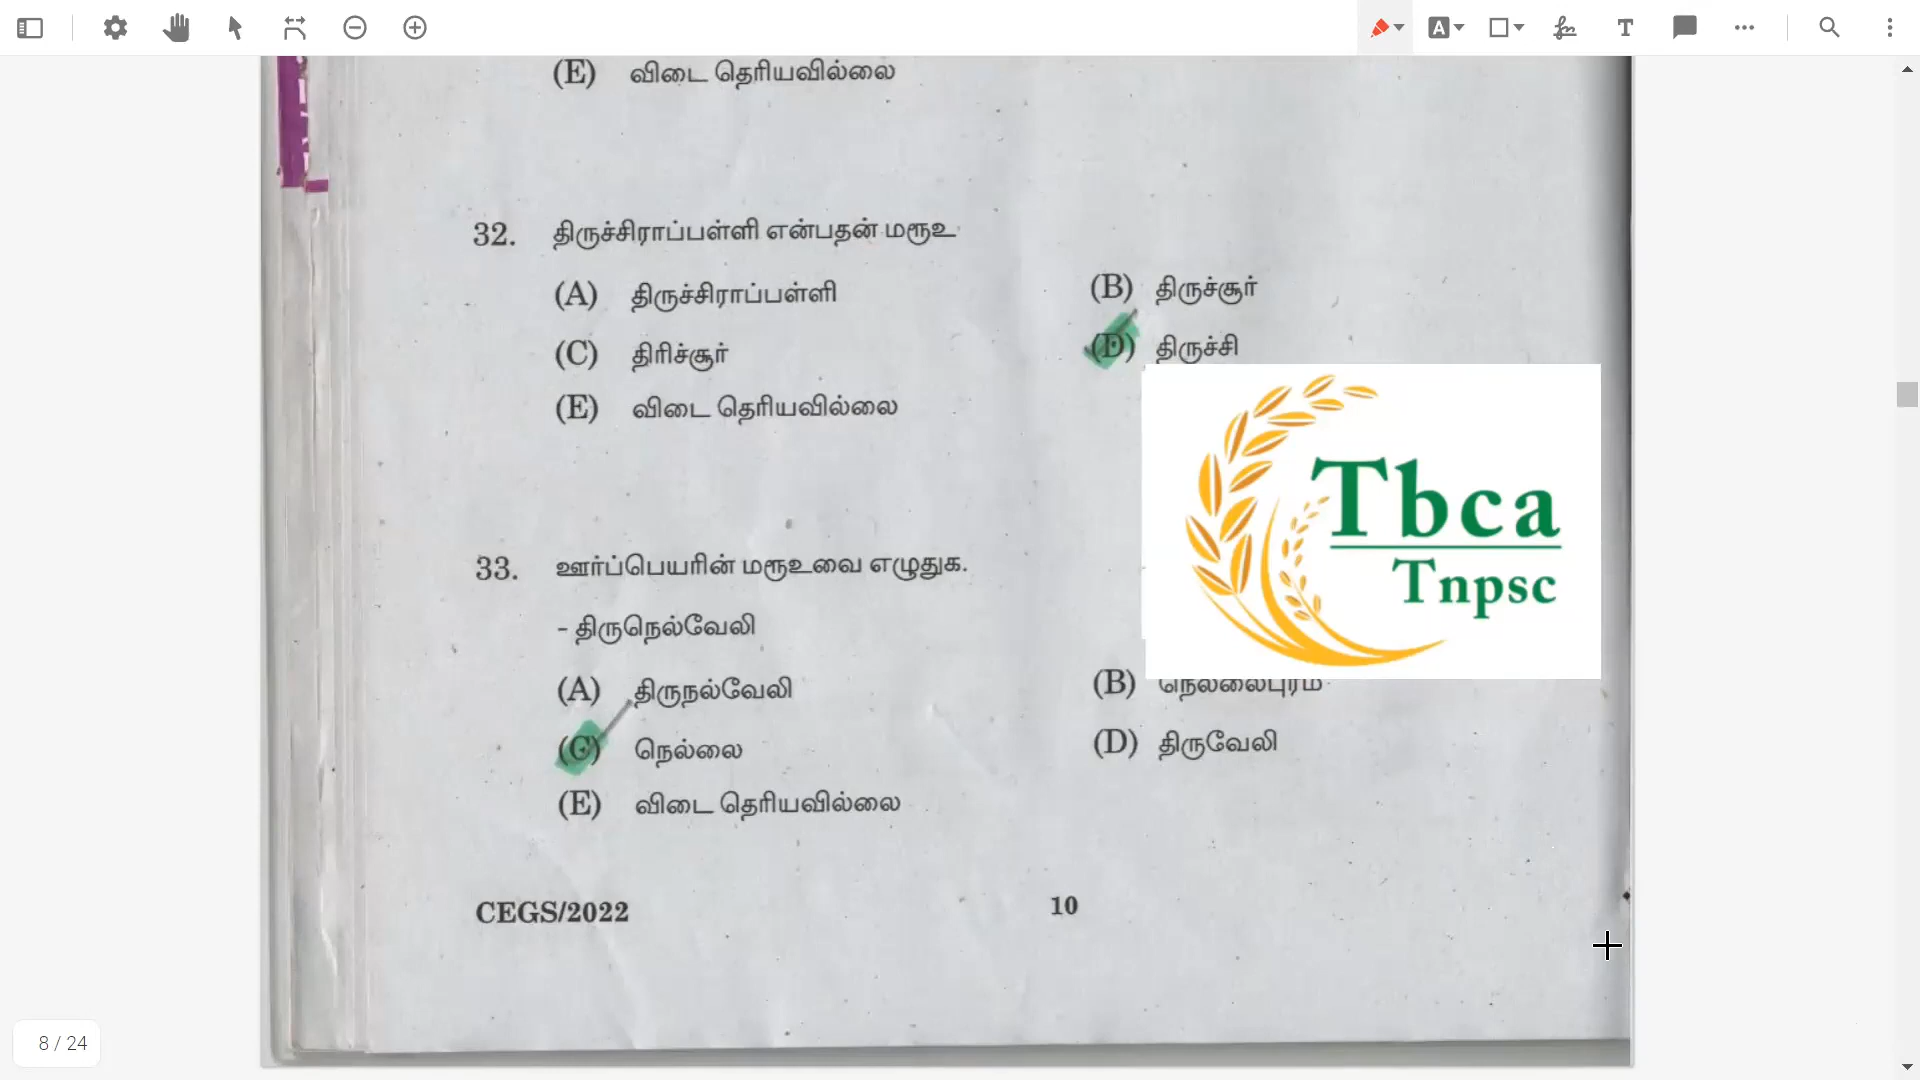 (E) விடை தெரியவில்லை
32. திருச்சிராப்பள்ளி என்பதன் மரூஉ
(A) திருச்சிராப்பள்ளி (B) திருச்சூர்
(C) திரிச்சூர் (D) திருச்சி
(E) விடை தெரியவில்லை
Tbca
Tnpsc
33. ஊர்ப்பெயரின் மரூஉவை எழுதுக.
- திருநெல்வேலி
(A) திருநல்வேலி (B) நெல்லைபுரம்
(C) நெல்லை (D) திருவேலி
(E) விடை தெரியவில்லை
CEGS/2022 10
8 / 24